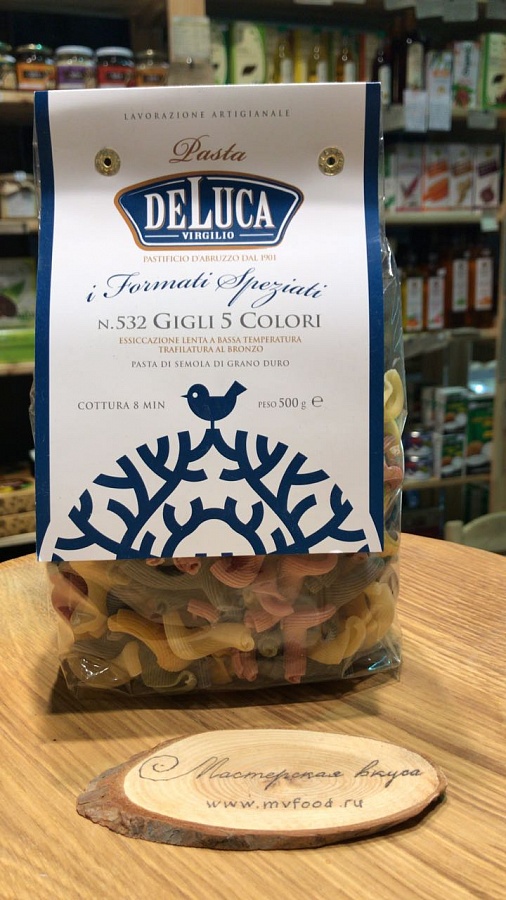 LAVORAZIONE ARTIGIANALE
Pasta
DELUCA
VIRGILIO
PASTIFICIO D'ABRUZZO DAL 1901
i Formati Speziati
N.532 GIGLI 5 COLORI
ESSICCAZIONE LENTA A BASSA TEMPERATURA
TRAFILATURA AL BRONZO
PASTA DI SEMOLA DI GRANO DURO
COTTURA 8 MIN
PESO 500 g ℮
Мастерская вкуса
www.mvfood.ru